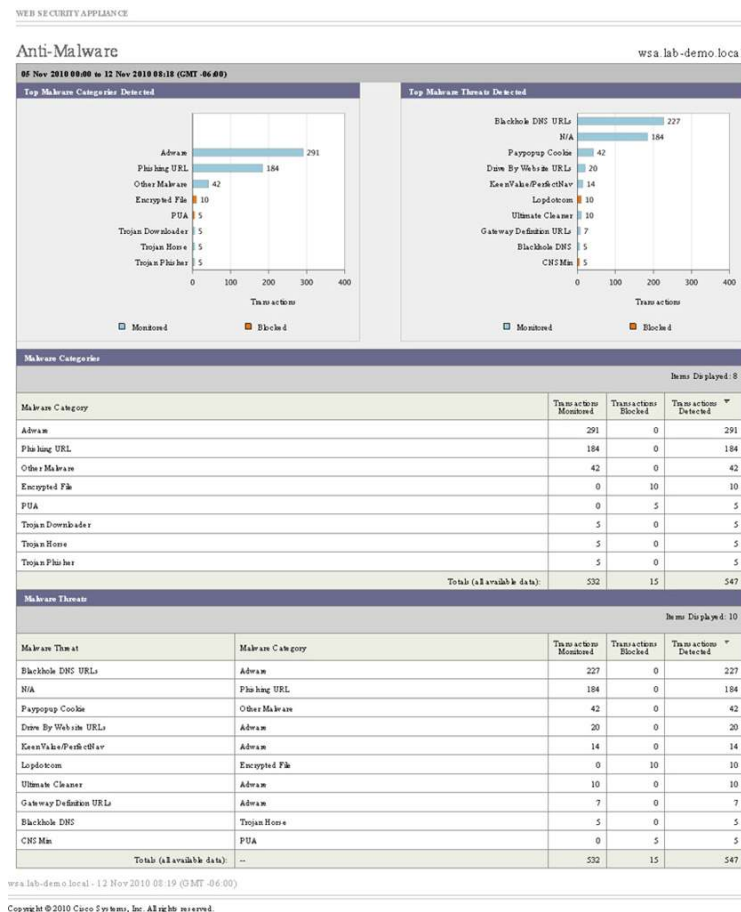 WEB SECURITY APPLIANCE
Anti-Malware
wsa.lab-demo.loca
05 Nov 2010 00:00 to 12 Nov 2010 08:18 (GMT -06:00)
Top Malware Categories Detected
Adware 291
Phishing URL 184
Other Malware 42
Encrypted File 10
PUA 5
Trojan Downloader 5
Trojan Horse 5
Trojan Phisher 5
0 100 200 300 400
Transactions
Monitored Blocked
Top Malware Threats Detected
Blackhole DNS URLs 227
N/A 184
Paypopup Cookie 42
Drive By Website URLs 20
KeenValue/PerfectNav 14
Lopdotcom 10
Ultimate Cleaner 10
Gateway Definition URLs 7
Blackhole DNS 5
CNS Min 5
0 100 200 300 400
Transactions
Monitored Blocked
Malware Categories
Items Displayed: 8
Malware Category Transactions Monitored Transactions Blocked Transactions Detected
Adware 291 0 291
Phishing URL 184 0 184
Other Malware 42 0 42
Encrypted File 0 10 10
PUA 0 5 5
Trojan Downloader 5 0 5
Trojan Horse 5 0 5
Trojan Phisher 5 0 5
Totals (all available data): 532 15 547
Malware Threats
Items Displayed: 10
Malware Threat Malware Category Transactions Monitored Transactions Blocked Transactions Detected
Blackhole DNS URLs Adware 227 0 227
N/A Phishing URL 184 0 184
Paypopup Cookie Other Malware 42 0 42
Drive By Website URLs Adware 20 0 20
KeenValue/PerfectNav Adware 14 0 14
Lopdotcom Encrypted File 0 10 10
Ultimate Cleaner Adware 10 0 10
Gateway Definition URLs Adware 7 0 7
Blackhole DNS Trojan Horse 5 0 5
CNS Min PUA 0 5 5
Totals (all available data): -- 532 15 547
wsa.lab-demo.local - 12 Nov 2010 08:19 (GMT -06:00)
Copyright © 2010 Cisco Systems, Inc. All rights reserved.